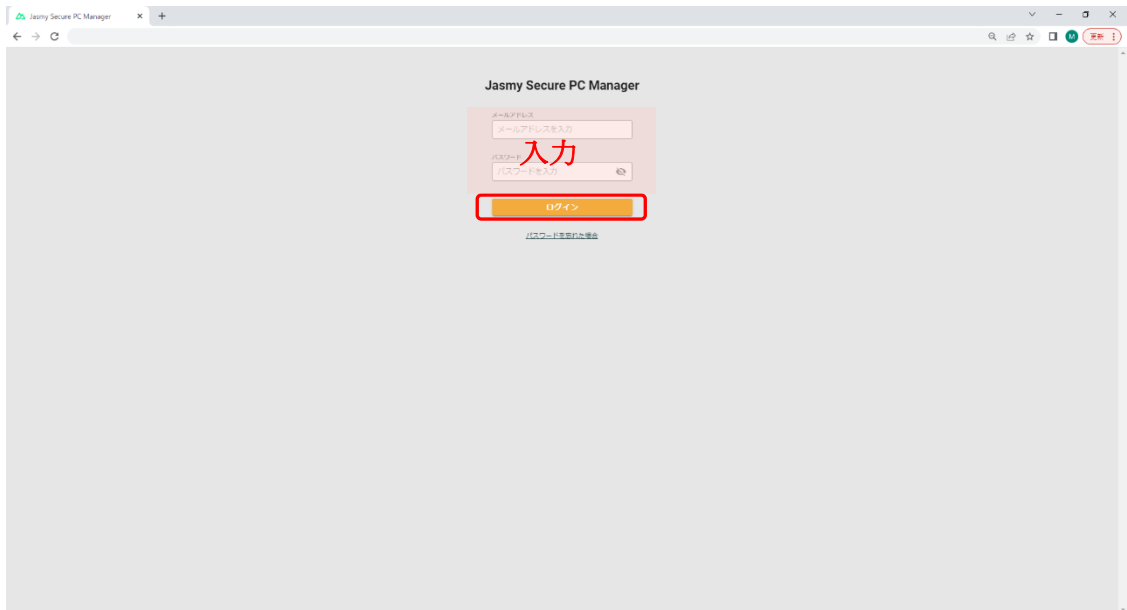 Jasmy Secure PC Manager
更新
Jasmy Secure PC Manager
メールアドレス
メールアドレスを入力
入力
パスワード
パスワードを入力
ログイン
パスワードを忘れた場合